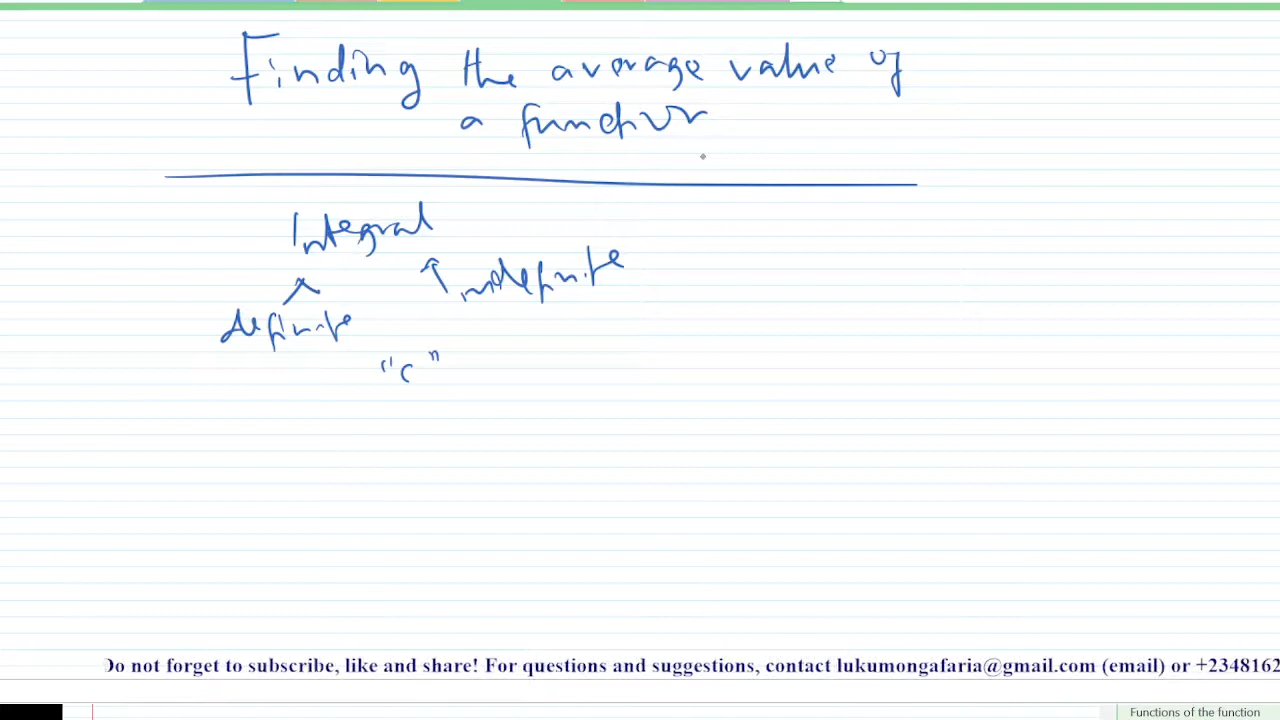 Finding the average value of
a function
Integral
indefinite
definite
"c"
Do not forget to subscribe, like and share! For questions and suggestions, contact lukumongafaria@gmail.com (email) or +2348162
Functions of the function